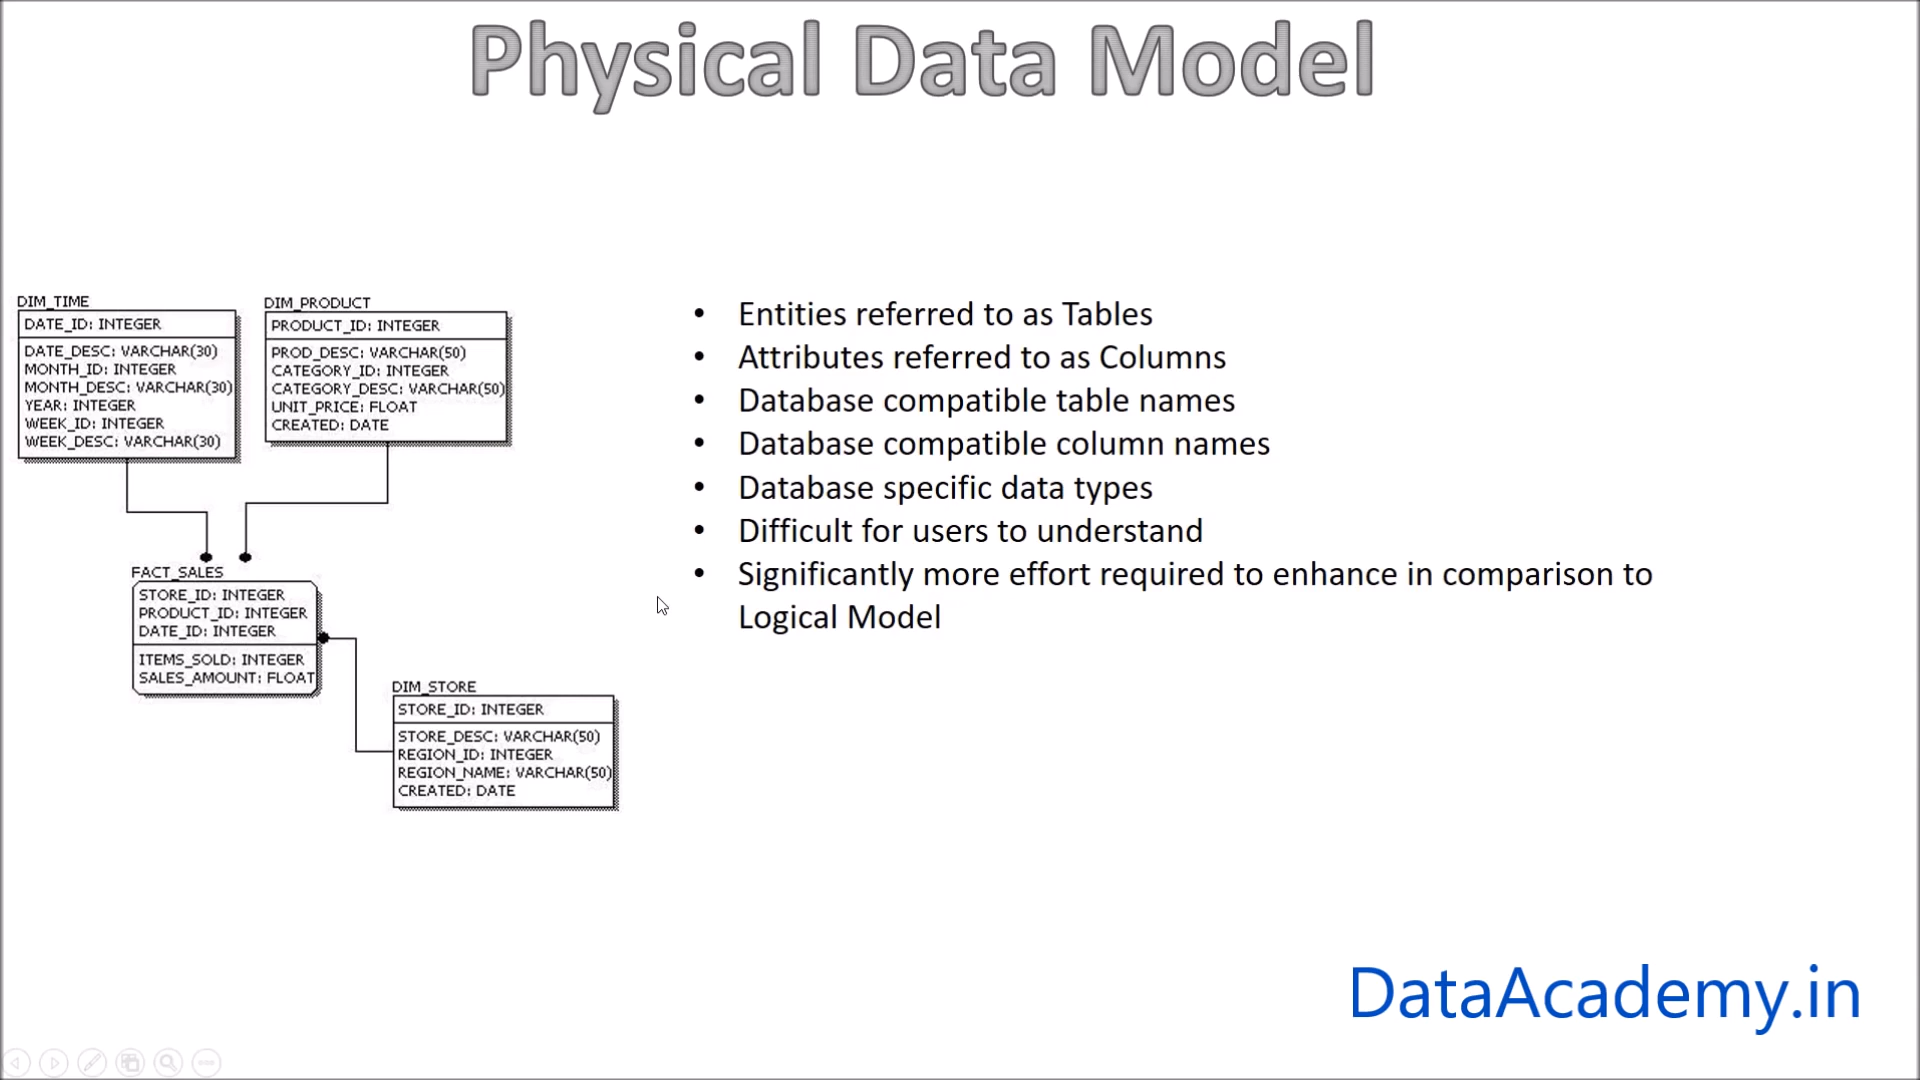 Physical Data Model
DIM_TIME
DATE_ID: INTEGER
DATE_DESC: VARCHAR(30)
MONTH_ID: INTEGER
MONTH_DESC: VARCHAR(30)
YEAR: INTEGER
WEEK_ID: INTEGER
WEEK_DESC: VARCHAR(30)
DIM_PRODUCT
PRODUCT_ID: INTEGER
PROD_DESC: VARCHAR(50)
CATEGORY_ID: INTEGER
CATEGORY_DESC: VARCHAR(50)
UNIT_PRICE: FLOAT
CREATED: DATE
FACT_SALES
STORE_ID: INTEGER
PRODUCT_ID: INTEGER
DATE_ID: INTEGER
ITEMS_SOLD: INTEGER
SALES_AMOUNT: FLOAT
DIM_STORE
STORE_ID: INTEGER
STORE_DESC: VARCHAR(50)
REGION_ID: INTEGER
REGION_NAME: VARCHAR(50)
CREATED: DATE
• Entities referred to as Tables
• Attributes referred to as Columns
• Database compatible table names
• Database compatible column names
• Database specific data types
• Difficult for users to understand
• Significantly more effort required to enhance in comparison to
Logical Model
DataAcademy.in